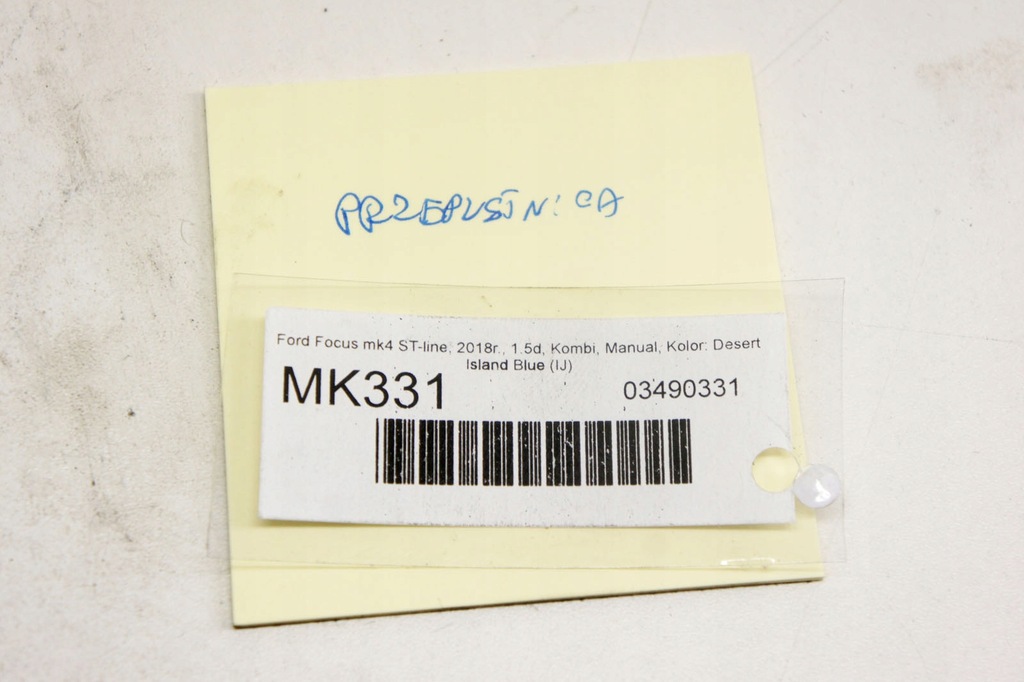 PRZEPUSTNICA
Ford Focus mk4 ST-line, 2018r., 1.5d, Kombi, Manual, Kolor: Desert
Island Blue (IJ)
MK331
03490331